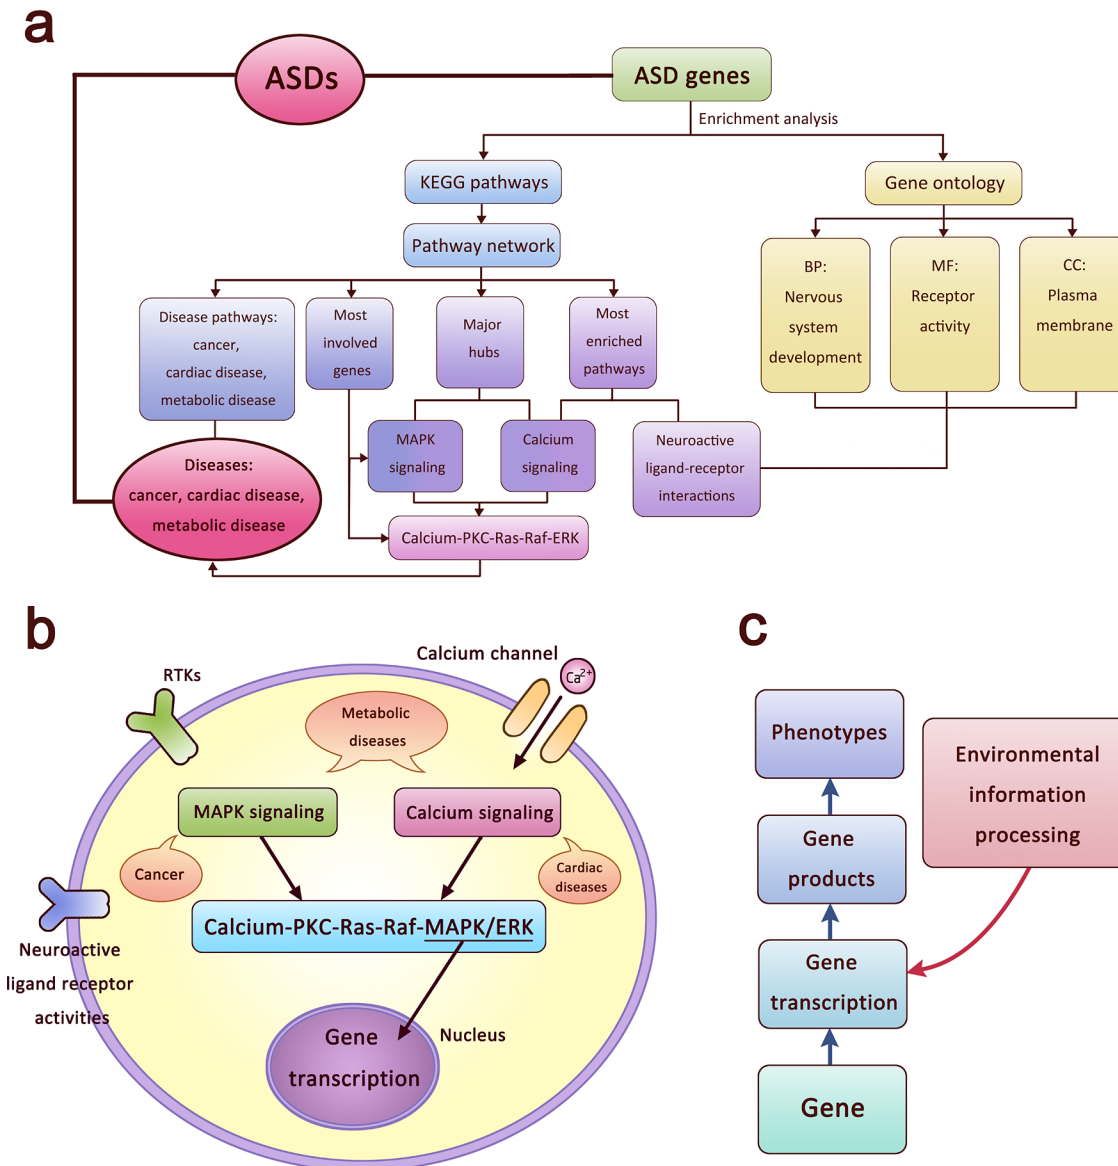 a
ASDs
ASD genes
Enrichment analysis
KEGG pathways
Gene ontology
Pathway network
BP:
Nervous
system
development
MF:
Receptor
activity
CC:
Plasma
membrane
Disease pathways:
cancer,
cardiac disease,
metabolic disease
Most
involved
genes
Major
hubs
Most
enriched
pathways
MAPK
signaling
Calcium
signaling
Neuroactive
ligand-receptor
interactions
Diseases:
cancer, cardiac disease,
metabolic disease
Calcium-PKC-Ras-Raf-ERK
b
RTKs
Calcium channel
Ca²⁺
Metabolic
diseases
MAPK signaling
Calcium signaling
Cancer
Cardiac
diseases
Calcium-PKC-Ras-Raf-MAPK/ERK
Neuroactive
ligand receptor
activities
Nucleus
Gene
transcription
c
Phenotypes
Environmental
information
processing
Gene
products
Gene
transcription
Gene